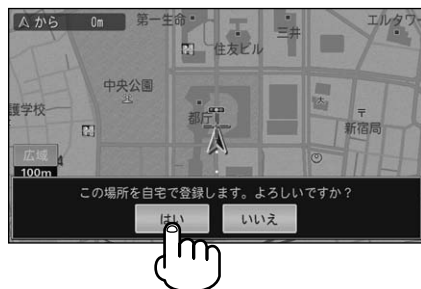 から 0m
第一生命
エルタワー
三井
住友ビル
中央公園
護学校
都庁
大
〒
新宿局
広域
4
100m
この場所を自宅で登録します。よろしいですか?
はい いいえ